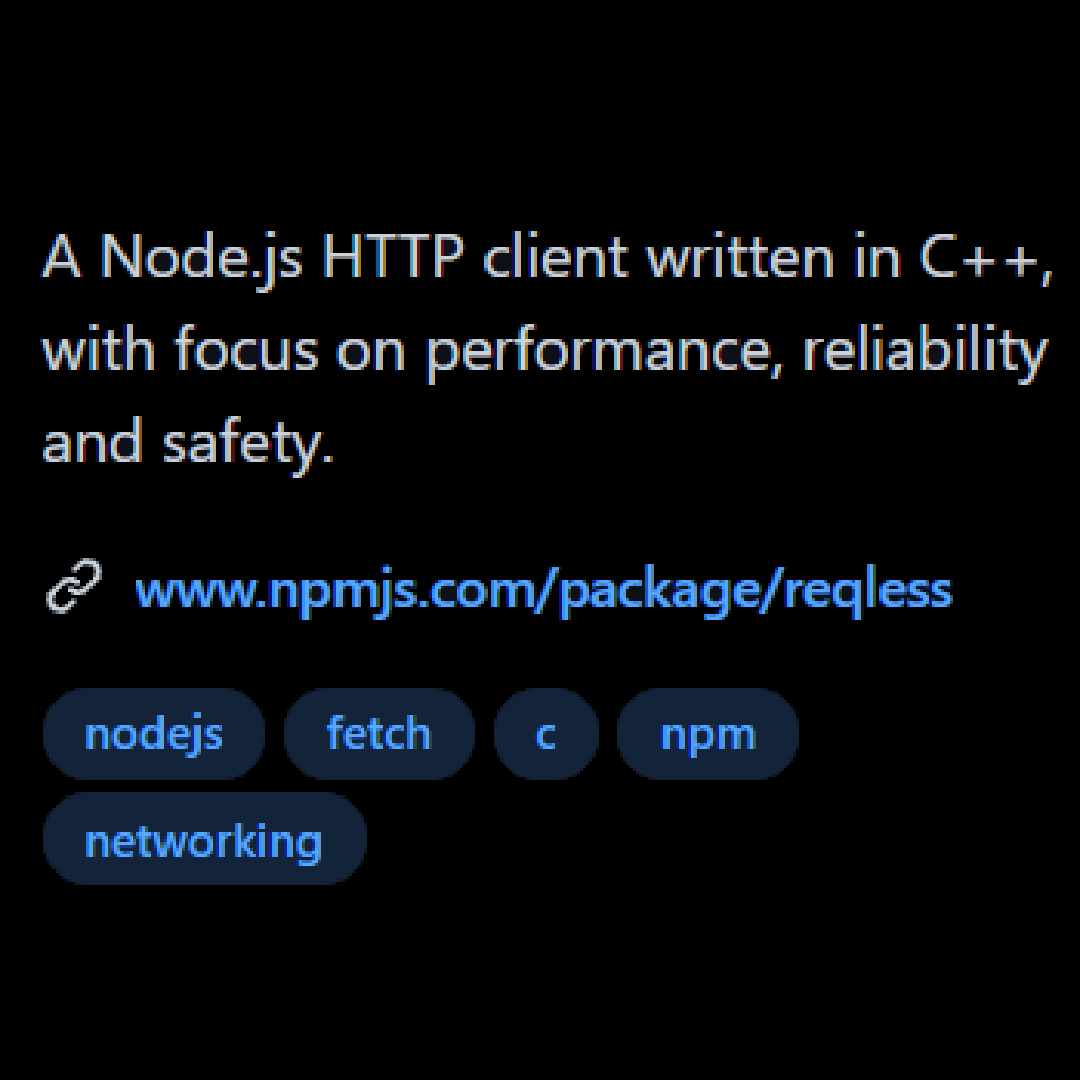 A Node.js HTTP client written in C++,
with focus on performance, reliability
and safety.
www.npmjs.com/package/reqless
nodejs fetch c npm
networking